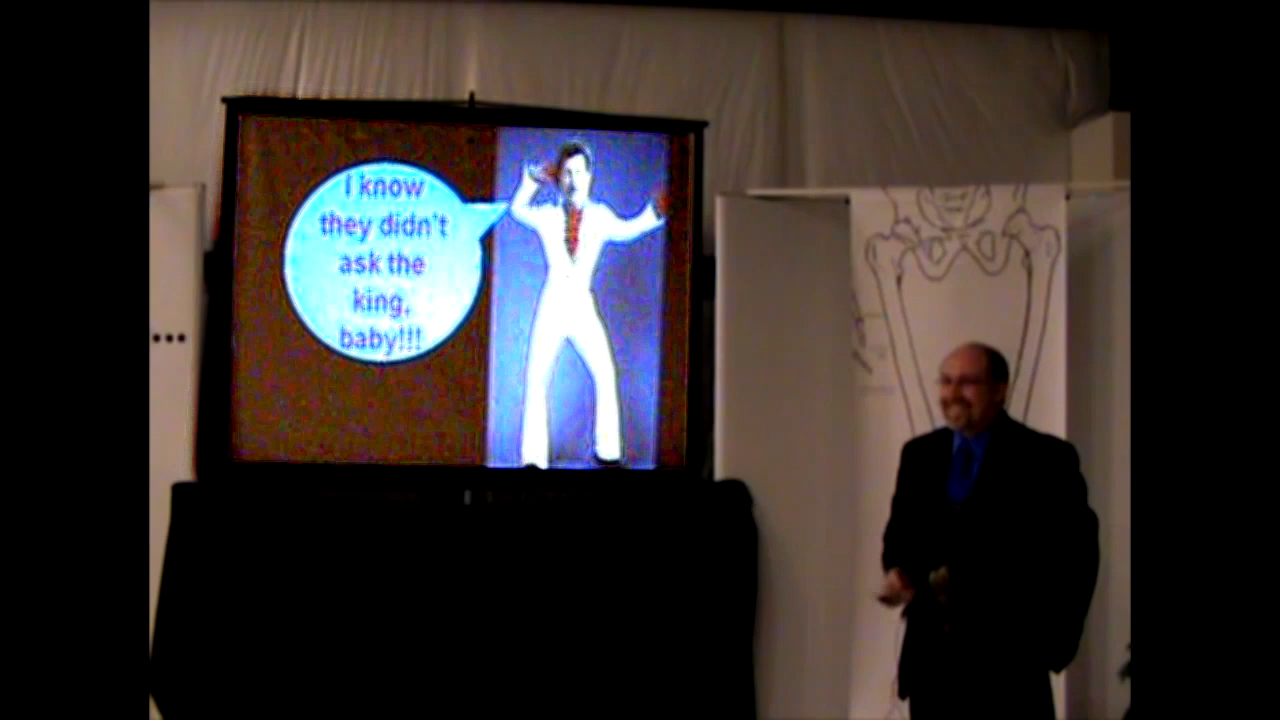 I know
they didn't
ask the
king,
baby!!!